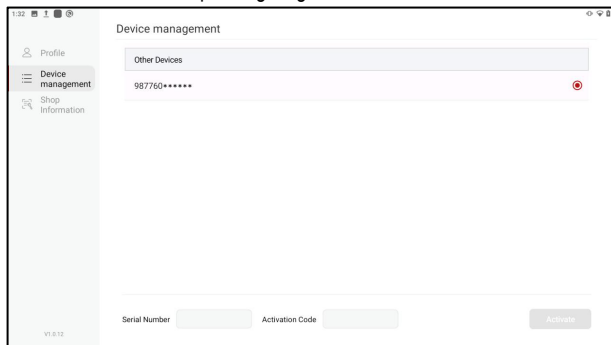 1:32
Device management
Profile
Device
management
Shop
Information
Other Devices
987760******
Serial Number
Activation Code
Activate
V1.0.12